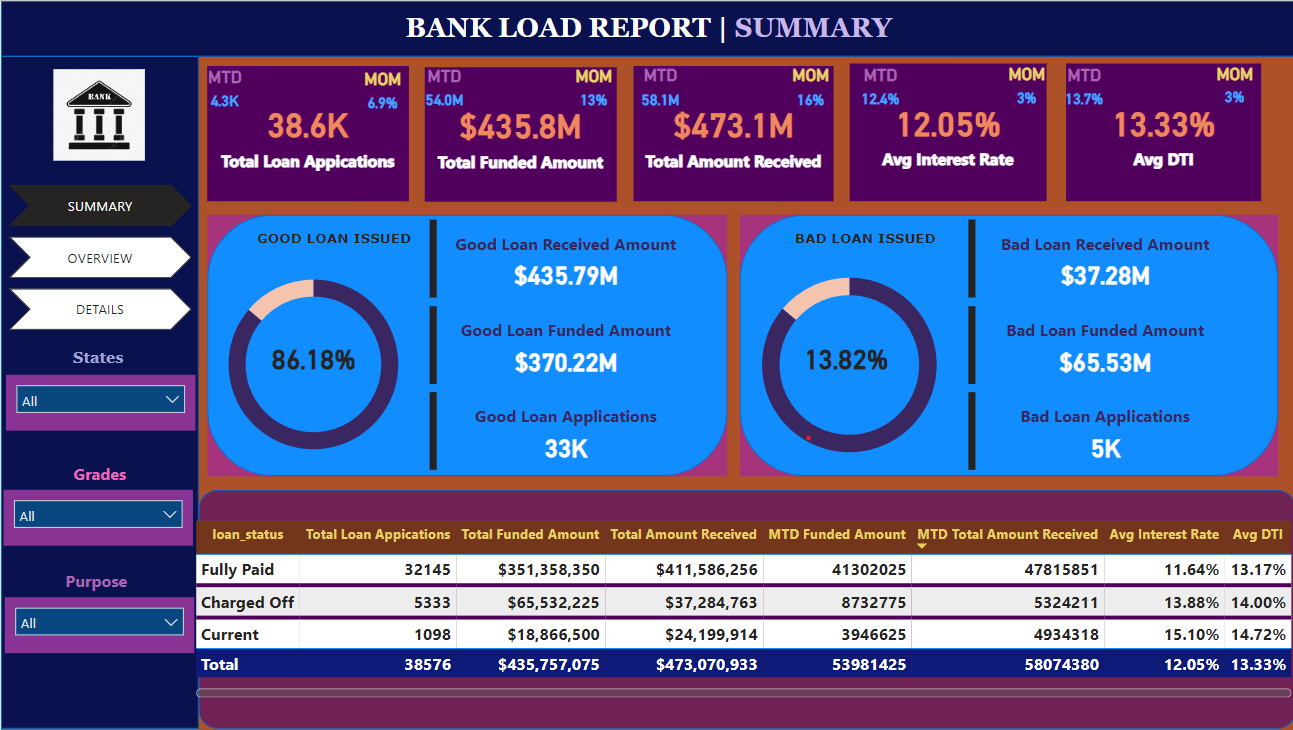 BANK LOAD REPORT | SUMMARY
BANK
SUMMARY
OVERVIEW
DETAILS
States
All
Grades
All
Purpose
All
MTD MOM
4.3K 6.9%
38.6K
Total Loan Appications
MTD MOM
54.0M 13%
$435.8M
Total Funded Amount
MTD MOM
58.1M 16%
$473.1M
Total Amount Received
MTD MOM
12.4% 3%
12.05%
Avg Interest Rate
MTD MOM
13.7% 3%
13.33%
Avg DTI
GOOD LOAN ISSUED
86.18%
Good Loan Received Amount
$435.79M
Good Loan Funded Amount
$370.22M
Good Loan Applications
33K
BAD LOAN ISSUED
13.82%
Bad Loan Received Amount
$37.28M
Bad Loan Funded Amount
$65.53M
Bad Loan Applications
5K
loan_status Total Loan Appications Total Funded Amount Total Amount Received MTD Funded Amount MTD Total Amount Received Avg Interest Rate Avg DTI
Fully Paid 32145 $351,358,350 $411,586,256 41302025 47815851 11.64% 13.17%
Charged Off 5333 $65,532,225 $37,284,763 8732775 5324211 13.88% 14.00%
Current 1098 $18,866,500 $24,199,914 3946625 4934318 15.10% 14.72%
Total 38576 $435,757,075 $473,070,933 53981425 58074380 12.05% 13.33%